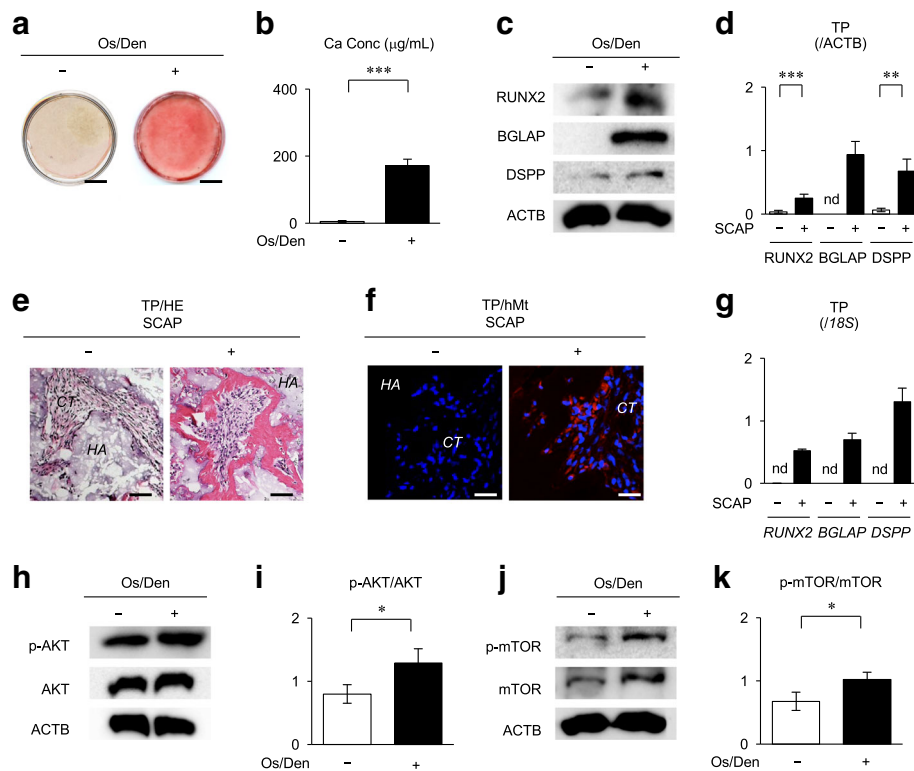 a
Os/Den
− +
b
Ca Conc (μg/mL)
***
400
200
0
− +
Os/Den
c
Os/Den
− +
RUNX2
BGLAP
DSPP
ACTB
d
TP
(/ACTB)
2
1
0
*** **
nd
SCAP − + − + − +
RUNX2 BGLAP DSPP
e
TP/HE
SCAP
− +
CT
HA
HA
f
TP/hMt
SCAP
− +
HA
CT
CT
g
TP
(/18S)
2
1
0
nd nd nd
SCAP − + − + − +
RUNX2 BGLAP DSPP
h
Os/Den
− +
p-AKT
AKT
ACTB
i
p-AKT/AKT
*
2
1
0
Os/Den − +
j
Os/Den
− +
p-mTOR
mTOR
ACTB
k
p-mTOR/mTOR
*
2
1
0
Os/Den − +